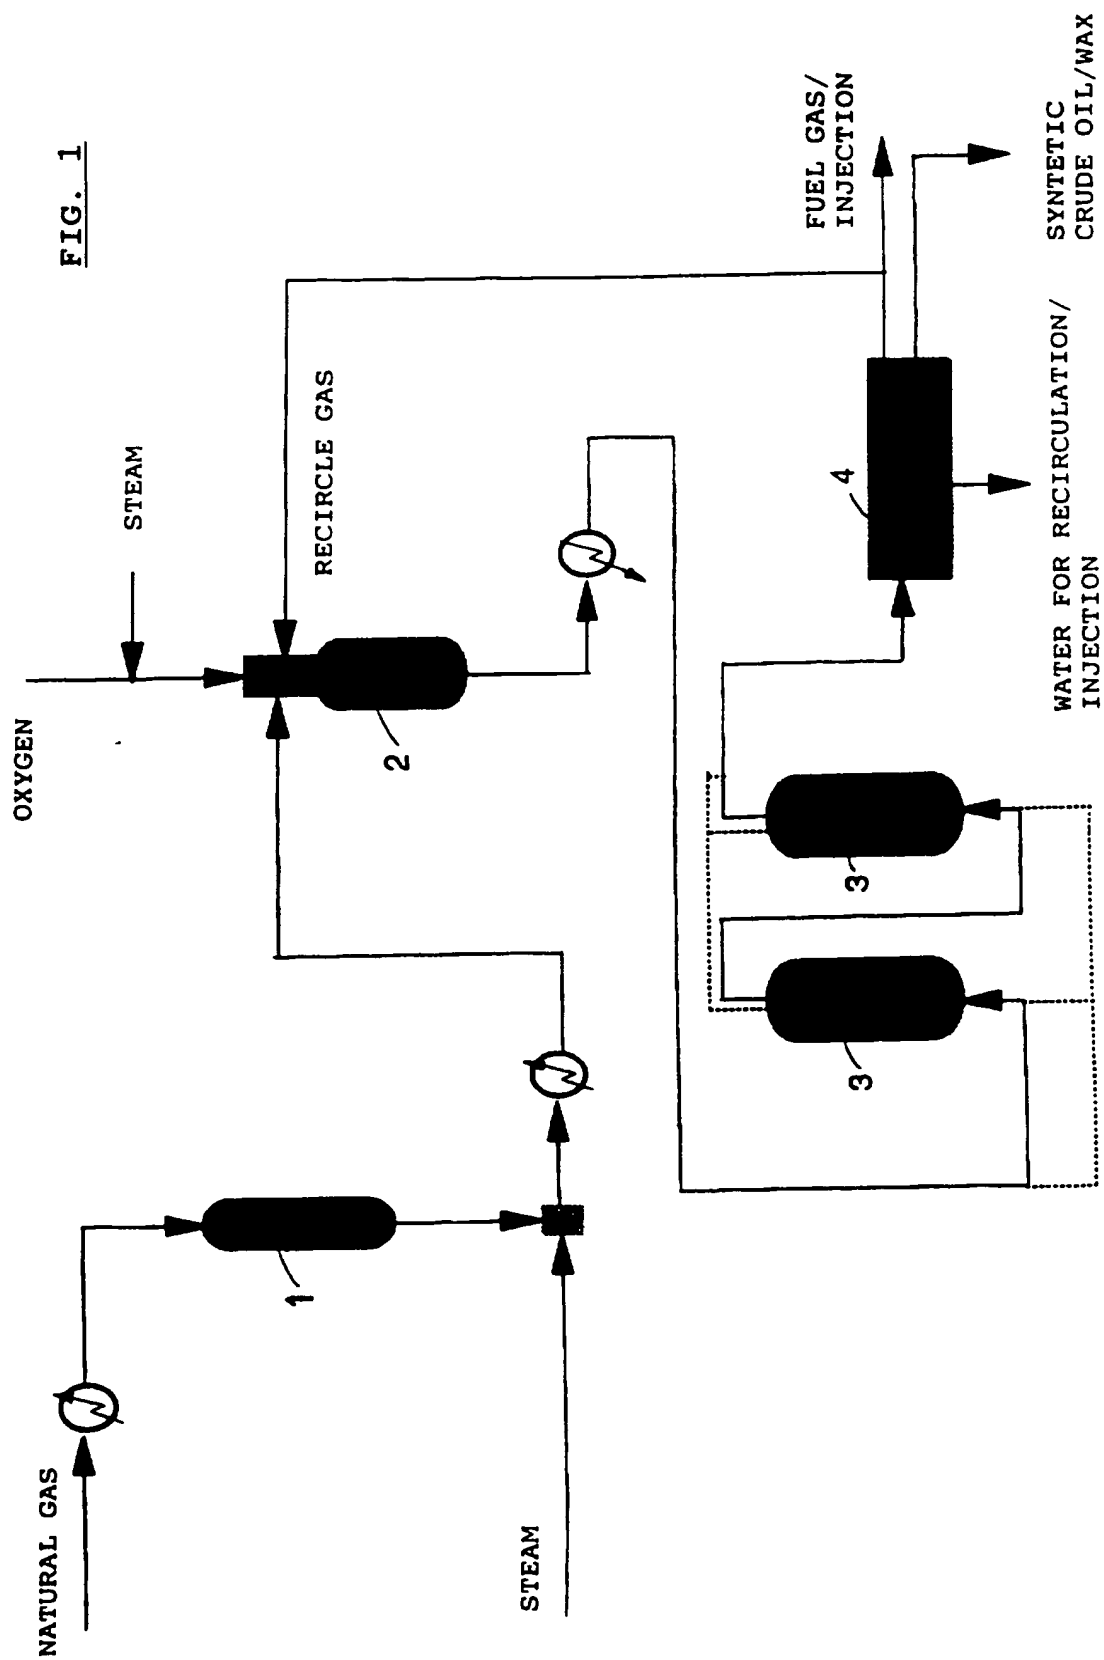 FIG. 1
OXYGEN
STEAM
RECIRCLE GAS
FUEL GAS/
INJECTION
NATURAL GAS
1
2
4
3
3
STEAM
SYNTETIC
CRUDE OIL/WAX
WATER FOR RECIRCULATION/
INJECTION